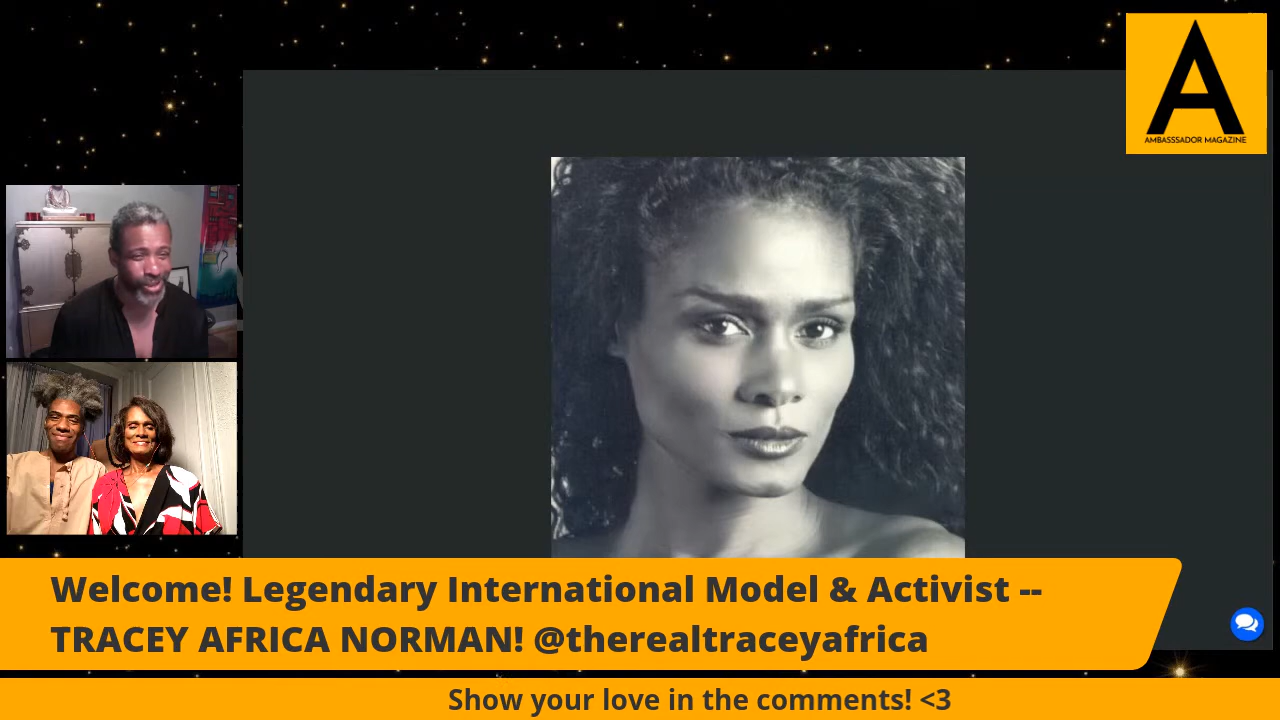 A
AMBASSSADOR MAGAZINE
Welcome! Legendary International Model & Activist --
TRACEY AFRICA NORMAN! @therealtraceyafrica
Show your love in the comments! <3